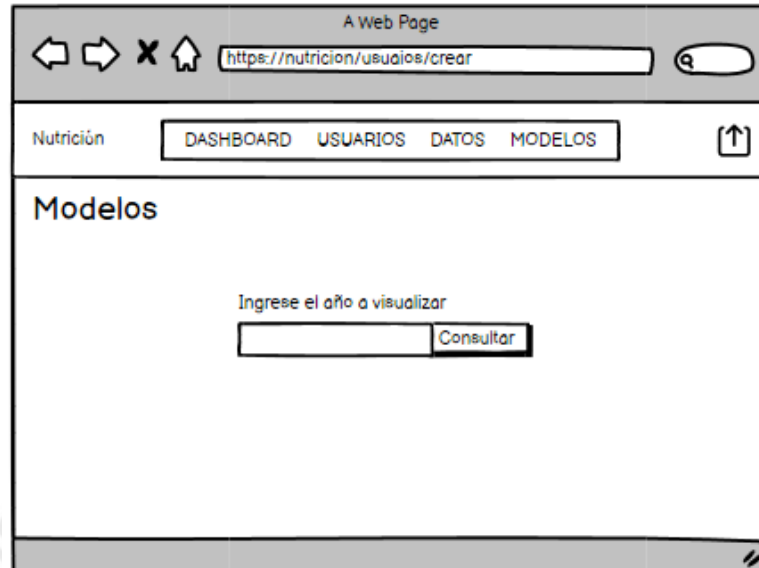 A Web Page
https://nutricion/usuaios/crear
Nutrición DASHBOARD USUARIOS DATOS MODELOS
Modelos
Ingrese el año a visualizar
Consultar